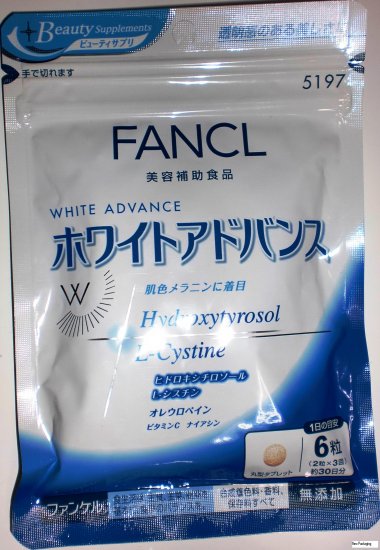 Beauty Supplements
ビューティサプリ
透明感のある美しさ
手で切れます
5197
FANCL
美容補助食品
WHITE ADVANCE
ホワイトアドバンス
W
肌色メラニンに着目
Hydroxytyrosol
L-Cystine
ヒドロキシチロソール
L-シスチン
オレウロペイン
ビタミンC ナイアシン
1日の目安
6粒
(2粒×3回)
約30日分
丸型タブレット
ファンケル
合成着色料・香料、
保存料すべて
無添加